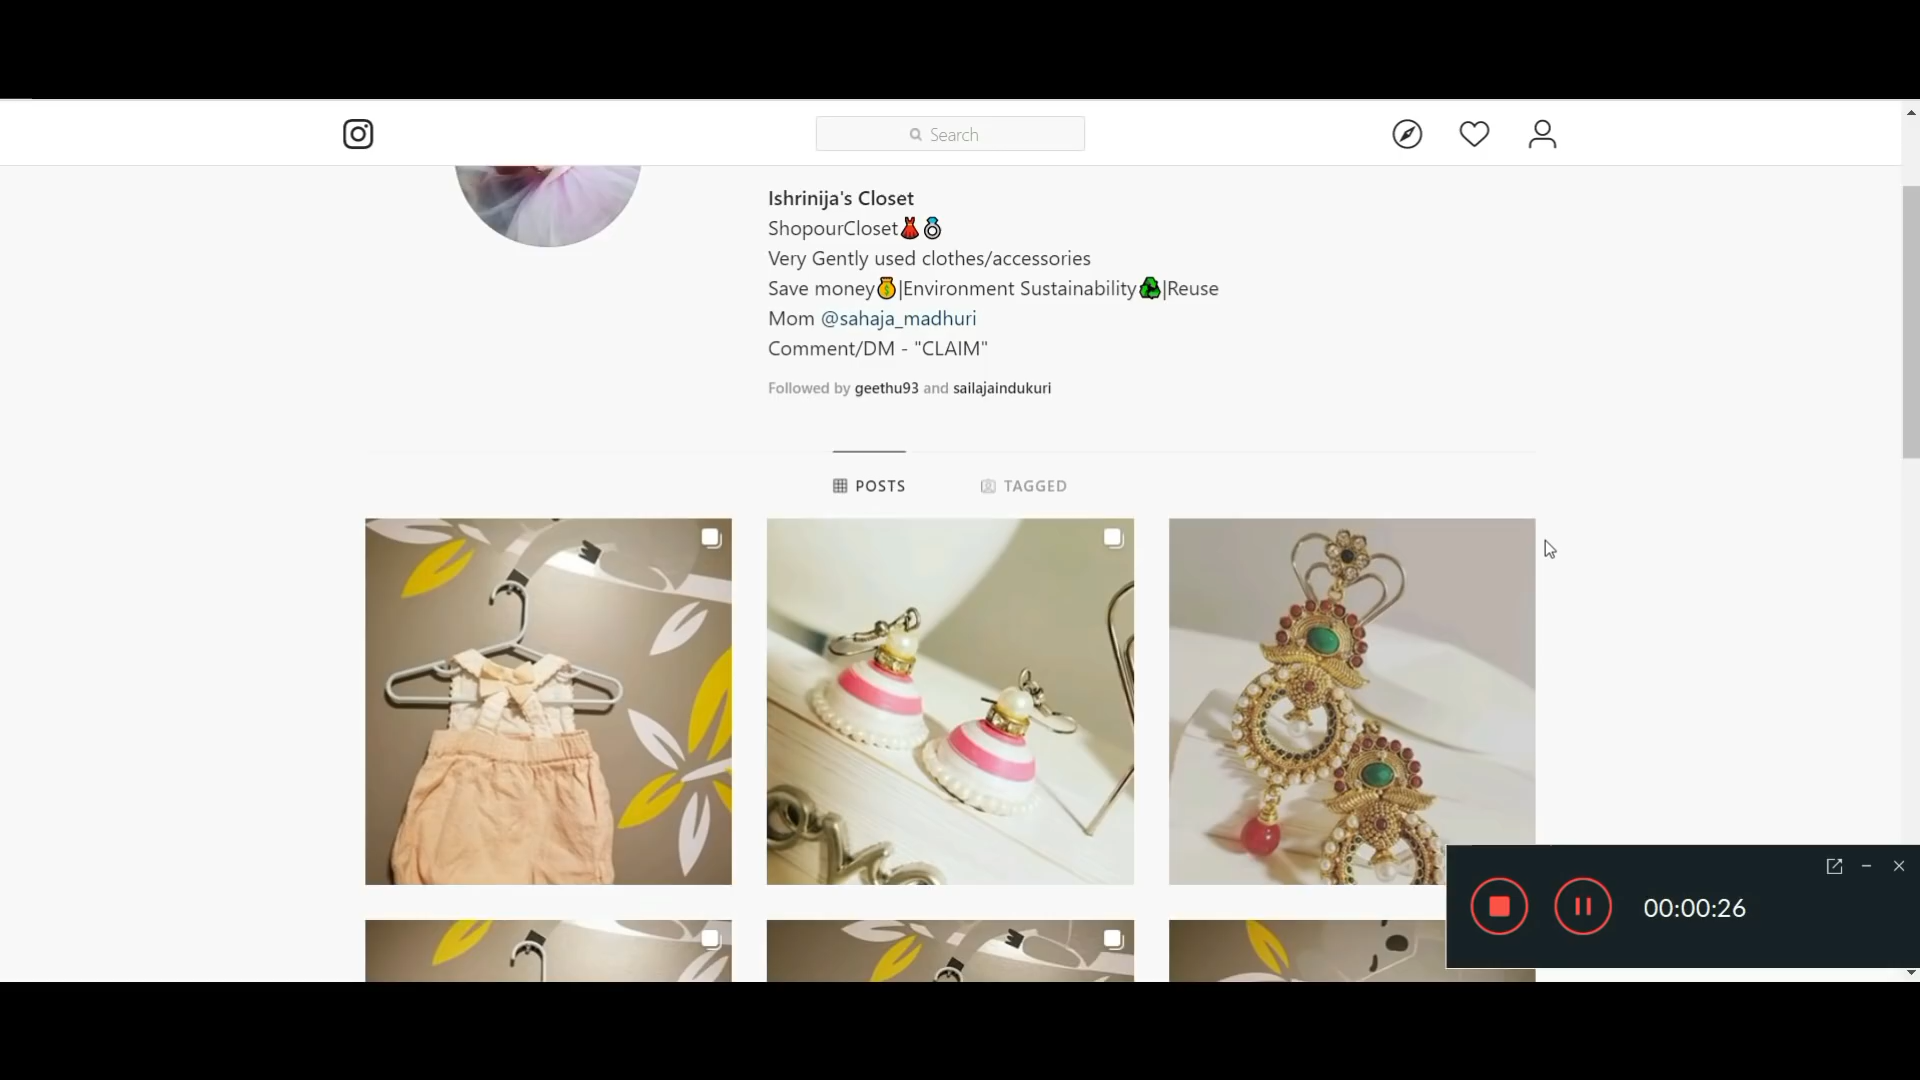 Search
Ishrinija's Closet
ShopourCloset👗💍
Very Gently used clothes/accessories
Save money💰|Environment Sustainability♻|Reuse
Mom @sahaja_madhuri
Comment/DM - "CLAIM"
Followed by geethu93 and sailajaindukuri
POSTS
TAGGED
00:00:26